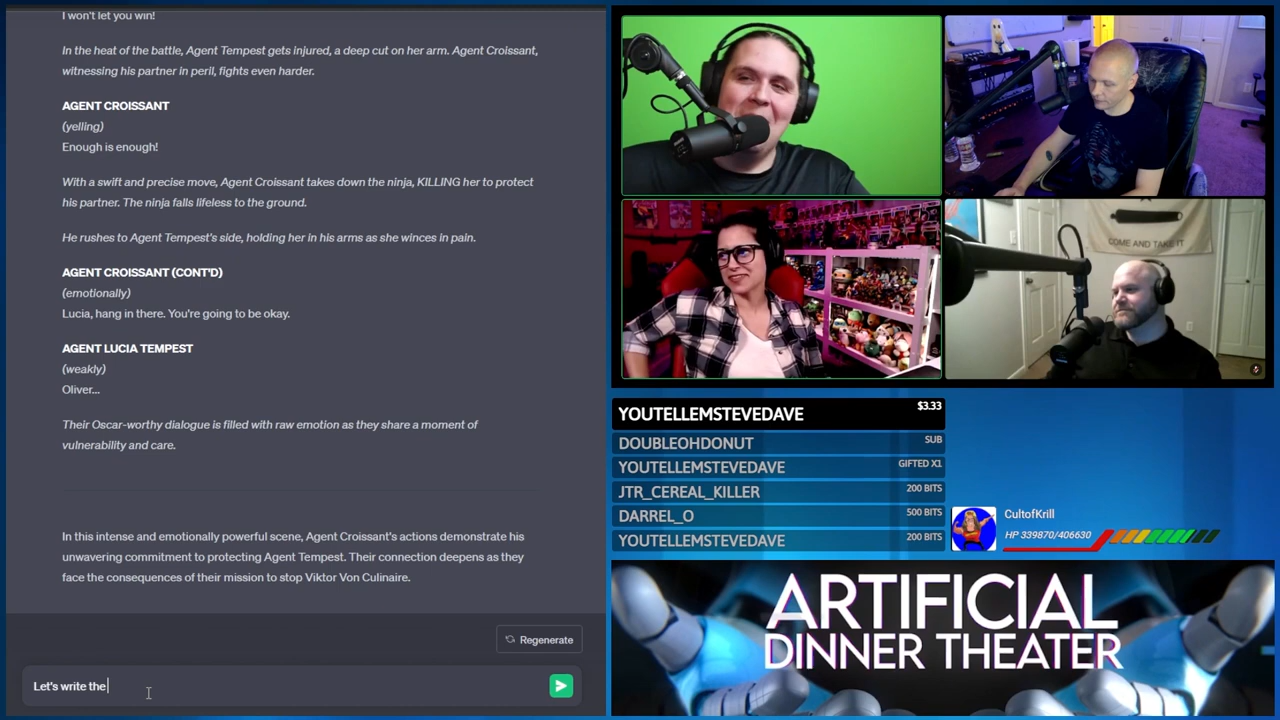 I won't let you win!
In the heat of the battle, Agent Tempest gets injured, a deep cut on her arm. Agent Croissant,
witnessing his partner in peril, fights even harder.
AGENT CROISSANT
(yelling)
Enough is enough!
With a swift and precise move, Agent Croissant takes down the ninja, KILLING her to protect
his partner. The ninja falls lifeless to the ground.
He rushes to Agent Tempest's side, holding her in his arms as she winces in pain.
AGENT CROISSANT (CONT'D)
(emotionally)
Lucia, hang in there. You're going to be okay.
AGENT LUCIA TEMPEST
(weakly)
Oliver...
Their Oscar-worthy dialogue is filled with raw emotion as they share a moment of
vulnerability and care.
In this intense and emotionally powerful scene, Agent Croissant's actions demonstrate his
unwavering commitment to protecting Agent Tempest. Their connection deepens as they
face the consequences of their mission to stop Viktor Von Culinaire.
Regenerate
Let's write the
COME AND TAKE IT
YOUTELLEMSTEVEDAVE $3.33
DOUBLEOHDONUT SUB
YOUTELLEMSTEVEDAVE GIFTED X1
JTR_CEREAL_KILLER 200 BITS
DARREL_O 500 BITS
YOUTELLEMSTEVEDAVE 200 BITS
CultofKrill
HP 339870/406630
ARTIFICIAL
DINNER THEATER